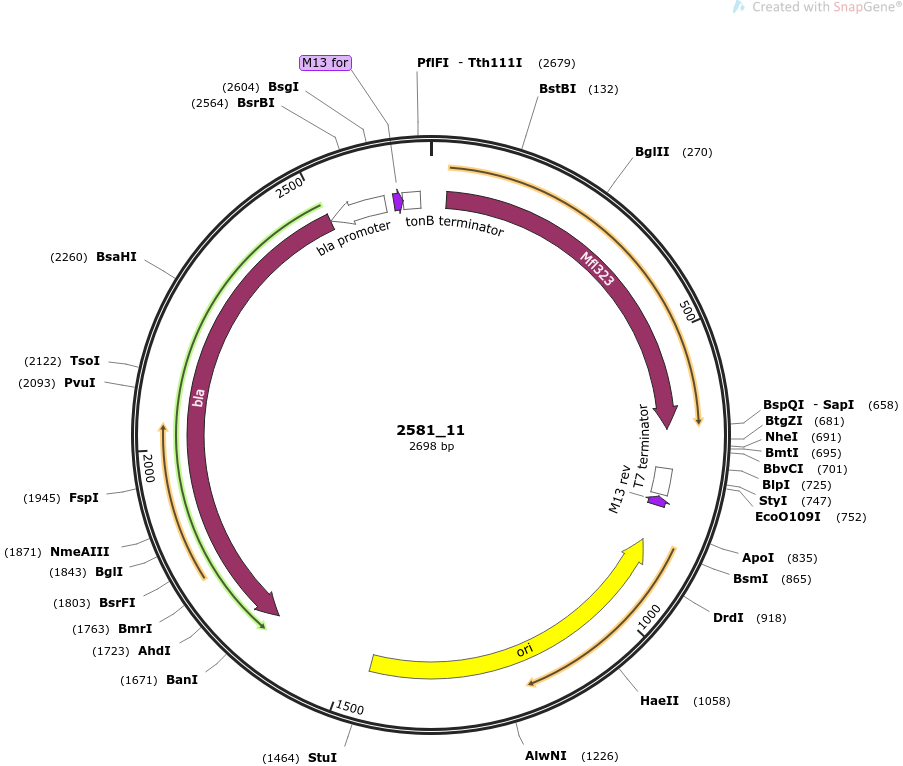 Created with SnapGene®
M13 for
PflFI - Tth111I (2679)
(2604) BsgI
(2564) BsrBI
BstBI (132)
BglII (270)
2500
bla promoter
tonB terminator
Mfl323
500
(2260) BsaHI
(2122) TsoI
(2093) PvuI
bla
2581_11
2698 bp
T7 terminator
M13 rev
BspQI - SapI (658)
BtgZI (681)
NheI (691)
BmtI (695)
BbvCI (701)
BlpI (725)
StyI (747)
EcoO109I (752)
2000
(1945) FspI
(1871) NmeAIII
(1843) BglI
(1803) BsrFI
(1763) BmrI
(1723) AhdI
(1671) BanI
ApoI (835)
BsmI (865)
DrdI (918)
1000
ori
HaeII (1058)
1500
(1464) StuI
AlwNI (1226)